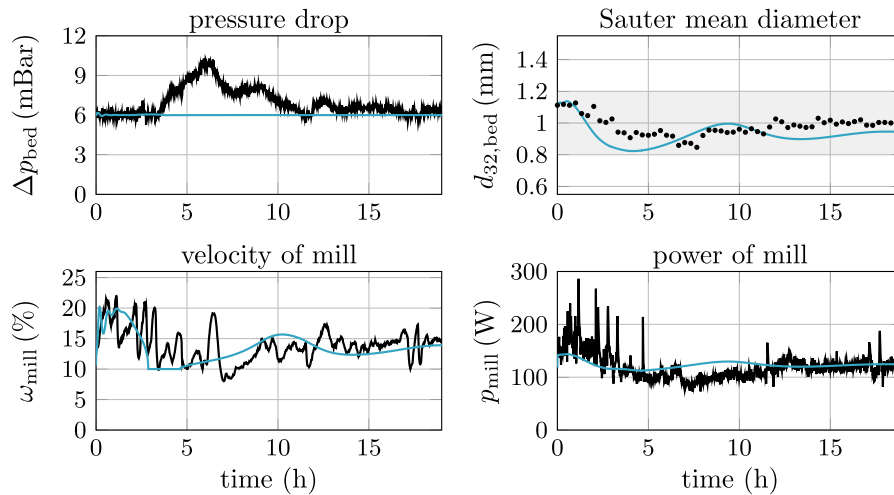 pressure drop
Δp_bed (mBar)
12
9
6
3
0
0 5 10 15
Sauter mean diameter
d_32,bed (mm)
1.4
1.2
1
0.8
0.6
0 5 10 15
velocity of mill
ω_mill (%)
25
20
15
10
5
0
0 5 10 15
time (h)
power of mill
p_mill (W)
300
200
100
0
0 5 10 15
time (h)